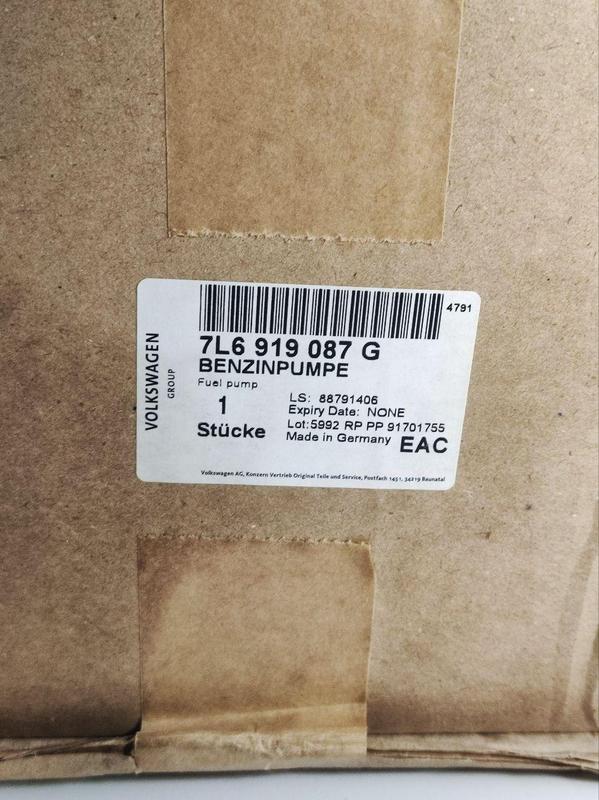 4791
7L6 919 087 G
BENZINPUMPE
Fuel pump
1
Stücke
LS: 88791406
Expiry Date: NONE
Lot:5992 RP PP 91701755
Made in Germany
EAC
VOLKSWAGEN
GROUP
Volkswagen AG, Konzern Vertrieb Original Teile und Service, Postfach 1451, 34219 Baunatal